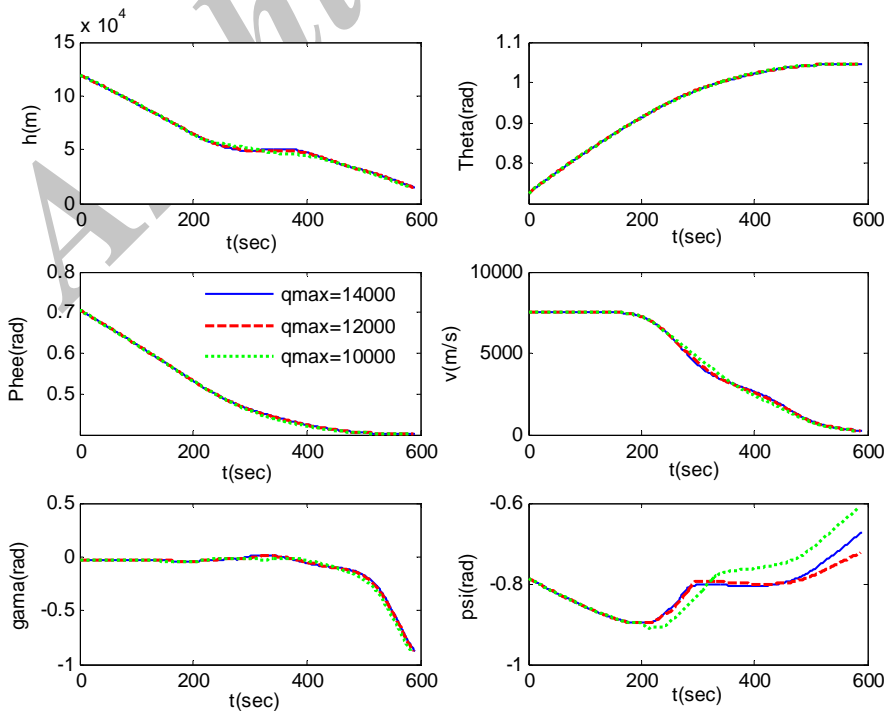 x 10^4
15
10
5
0
h(m)
0 200 400 600
t(sec)
1.1
1
0.9
0.8
Theta(rad)
0 200 400 600
t(sec)
0.8
0.7
0.6
0.5
Phee(rad)
qmax=14000
qmax=12000
qmax=10000
0 200 400 600
t(sec)
10000
5000
0
v(m/s)
0 200 400 600
t(sec)
0.5
0
-0.5
-1
gama(rad)
0 200 400 600
t(sec)
-0.6
-0.8
-1
psi(rad)
0 200 400 600
t(sec)